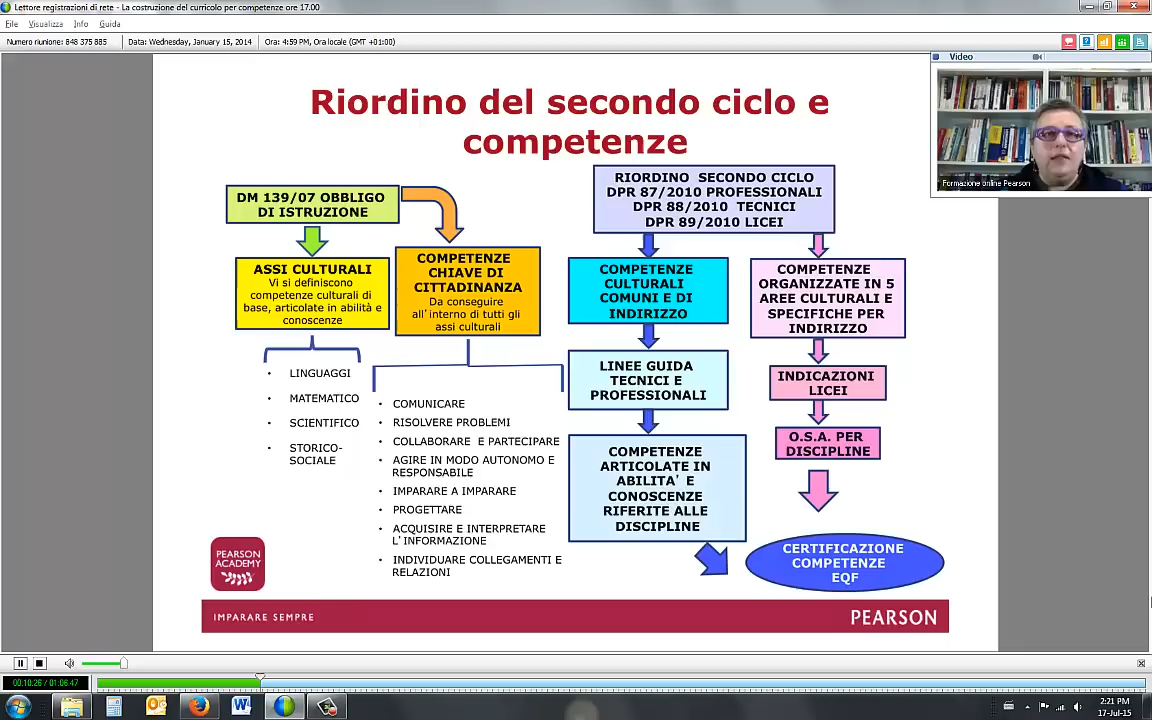 Lettore registrazioni di rete - La costruzione del curricolo per competenze ore 17.00
File Visualizza Info Guida
Numero riunione: 848 375 885 Data: Wednesday, January 15, 2014 Ora: 4:59 PM, Ora locale (GMT +01:00)
Video
Formazione online Pearson
Riordino del secondo ciclo e
competenze
DM 139/07 OBBLIGO
DI ISTRUZIONE
ASSI CULTURALI
Vi si definiscono
competenze culturali di
base, articolate in abilità e
conoscenze
• LINGUAGGI
• MATEMATICO
• SCIENTIFICO
• STORICO-
SOCIALE
COMPETENZE
CHIAVE DI
CITTADINANZA
Da conseguire
all'interno di tutti gli
assi culturali
• COMUNICARE
• RISOLVERE PROBLEMI
• COLLABORARE E PARTECIPARE
• AGIRE IN MODO AUTONOMO E
RESPONSABILE
• IMPARARE A IMPARARE
• PROGETTARE
• ACQUISIRE E INTERPRETARE
L'INFORMAZIONE
• INDIVIDUARE COLLEGAMENTI E
RELAZIONI
RIORDINO SECONDO CICLO
DPR 87/2010 PROFESSIONALI
DPR 88/2010 TECNICI
DPR 89/2010 LICEI
COMPETENZE
CULTURALI
COMUNI E DI
INDIRIZZO
LINEE GUIDA
TECNICI E
PROFESSIONALI
COMPETENZE
ARTICOLATE IN
ABILITA' E
CONOSCENZE
RIFERITE ALLE
DISCIPLINE
COMPETENZE
ORGANIZZATE IN 5
AREE CULTURALI E
SPECIFICHE PER
INDIRIZZO
INDICAZIONI
LICEI
O.S.A. PER
DISCIPLINE
CERTIFICAZIONE
COMPETENZE
EQF
PEARSON
ACADEMY
IMPARARE SEMPRE
PEARSON
00:10:26 / 01:06:47
2:21 PM
17-Jul-15